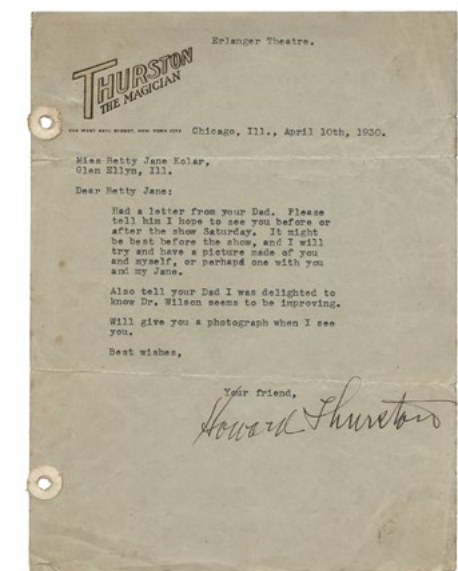 Erlanger Theatre.
THURSTON
THE MAGICIAN
NEW YORK CITY
Chicago, Ill., April 10th, 1930.
Miss Betty Jane Kolar,
Glen Ellyn, Ill.
Dear Betty Jane:
Had a letter from your Dad. Please
tell him I hope to see you before or
after the show Saturday. It might
be best before the show, and I will
try and have a picture made of you
and myself, or perhaps one with you
and my Jane.
Also tell your Dad I was delighted to
know Dr. Wilson seems to be improving.
Will give you a photograph when I see
you.
Best wishes,
Your friend,
Howard Thurston